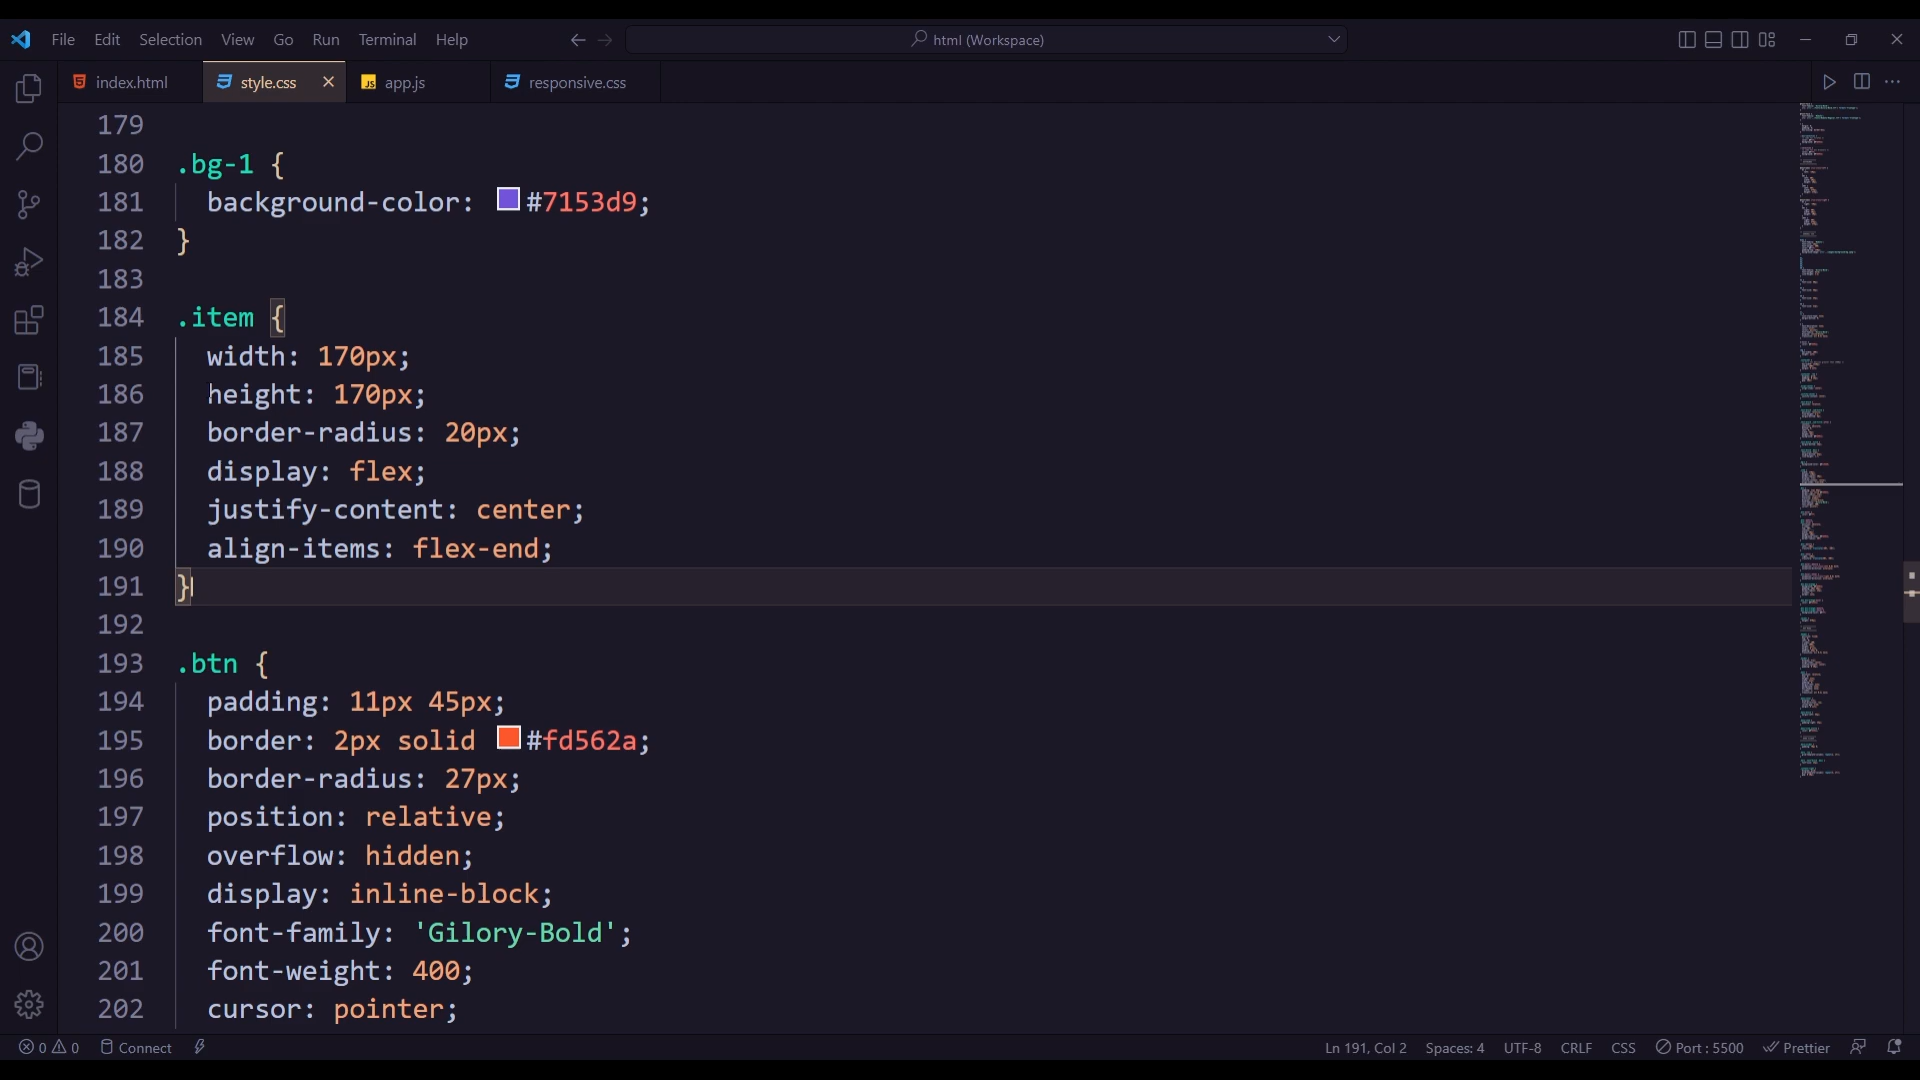 File Edit Selection View Go Run Terminal Help html (Workspace)
index.html style.css app.js responsive.css
179
180 .bg-1 {
181 background-color: #7153d9;
182 }
183
184 .item {
185 width: 170px;
186 height: 170px;
187 border-radius: 20px;
188 display: flex;
189 justify-content: center;
190 align-items: flex-end;
191 }
192
193 .btn {
194 padding: 11px 45px;
195 border: 2px solid #fd562a;
196 border-radius: 27px;
197 position: relative;
198 overflow: hidden;
199 display: inline-block;
200 font-family: 'Gilory-Bold';
201 font-weight: 400;
202 cursor: pointer;
0 0 Connect Ln 191, Col 2 Spaces: 4 UTF-8 CRLF CSS Port : 5500 Prettier